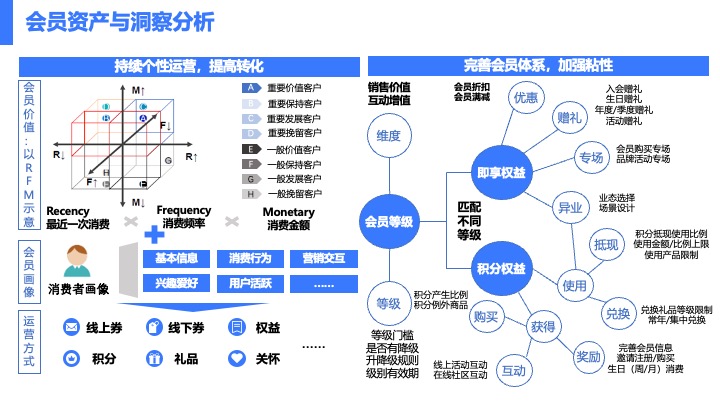 会员资产与洞察分析
持续个性运营，提高转化
会员价值：以RFM示意
M↑
D
B
C
A
F↓
R↓
R↑
H
G
F↑
E
M↓
A 重要价值客户
B 重要保持客户
C 重要发展客户
D 重要挽留客户
E 一般价值客户
F 一般保持客户
G 一般发展客户
H 一般挽留客户
Recency
最近一次消费
Frequency
消费频率
Monetary
消费金额
会员画像
消费者画像
基本信息
消费行为
营销交互
兴趣爱好
用户活跃
……
运营方式
线上券
线下券
权益
积分
礼品
关怀
……
完善会员体系，加强粘性
销售价值
互动增值
维度
会员等级
等级
等级门槛
是否有降级
升降级规则
级别有效期
匹配
不同
等级
即享权益
会员折扣
会员满减
优惠
赠礼
入会赠礼
生日赠礼
年度/季度赠礼
活动赠礼
专场
会员购买专场
品牌活动专场
异业
业态选择
场景设计
积分权益
使用
抵现
积分抵现使用比例
使用金额/比例上限
使用产品限制
兑换
兑换礼品等级限制
常年/集中兑换
获得
积分产生比例
积分例外商品
购买
线上活动互动
在线社区互动
互动
奖励
完善会员信息
邀请注册/购买
生日（周/月）消费